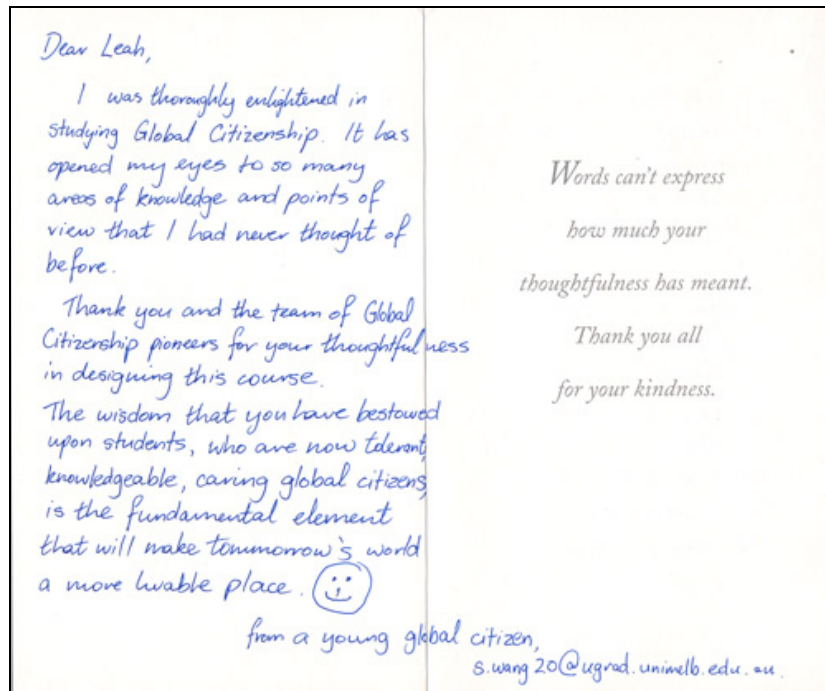 Dear Leah,
I was thoroughly enlightened in
studying Global Citizenship. It has
opened my eyes to so many
areas of knowledge and points of
view that I had never thought of
before.
Thank you and the team of Global
Citizenship pioneers for your thoughtfulness
in designing this course.
The wisdom that you have bestowed
upon students, who are now tolerant,
knowledgeable, caring global citizens,
is the fundamental element
that will make tommorrow's world
a more livable place.
from a young global citizen,
s.wang20@ugrad.unimelb.edu.au.
Words can't express
how much your
thoughtfulness has meant.
Thank you all
for your kindness.